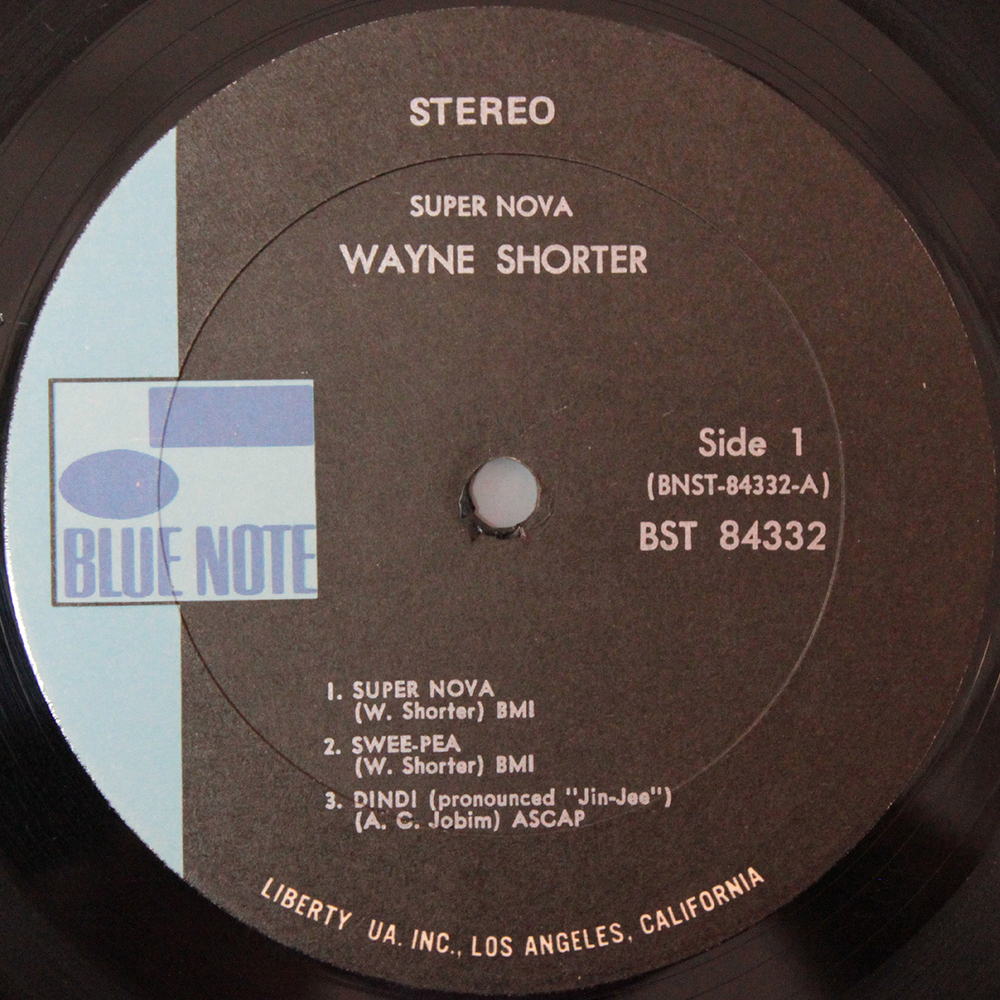 STEREO
SUPER NOVA
WAYNE SHORTER
Side 1
(BNST-84332-A)
BST 84332
BLUE NOTE
1. SUPER NOVA
(W. Shorter) BMI
2. SWEE-PEA
(W. Shorter) BMI
3. DINDI (pronounced "Jin-Jee")
(A. C. Jobim) ASCAP
LIBERTY UA. INC., LOS ANGELES, CALIFORNIA